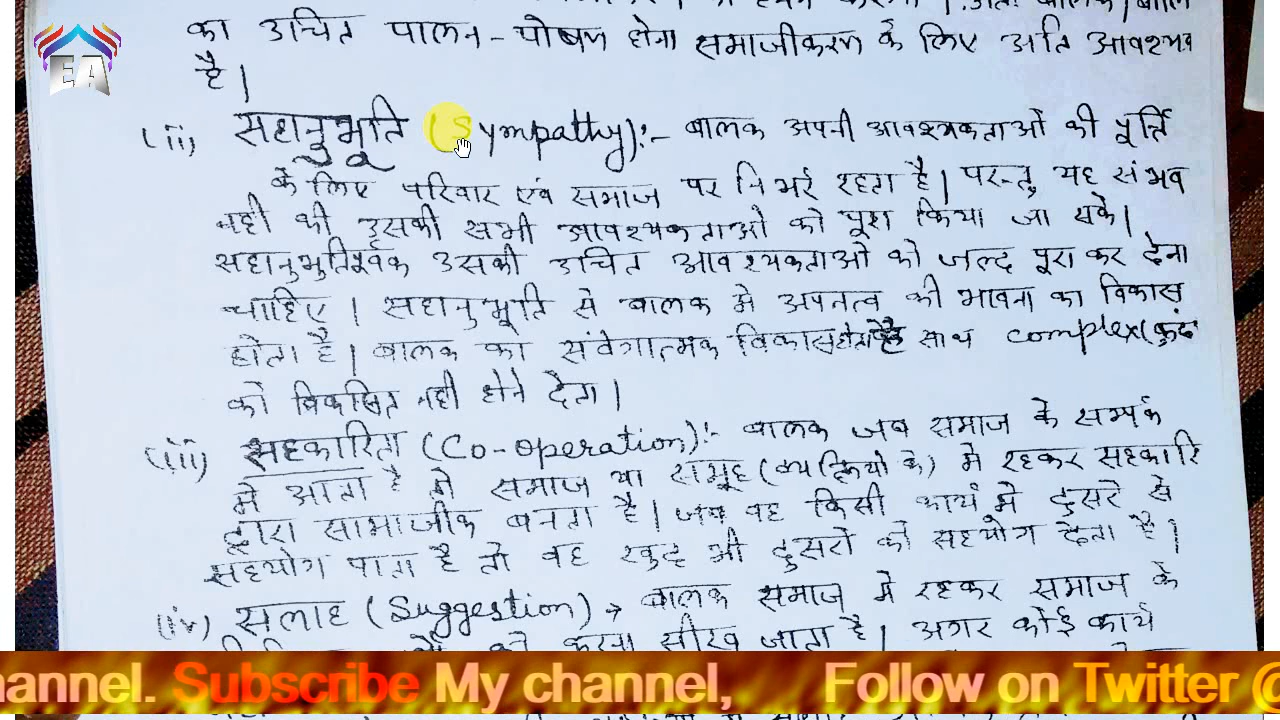 का उचित पालन-पोषण होना समाजीकरण के लिए अति आवश्यक
है।
(ii) सहानुभूति (Sympathy):- बालक अपनी आवश्यकताओं की पूर्ति
के लिए परिवार एवं समाज पर निर्भर रहता है। परन्तु यह संभव
नही की उसकी सभी आवश्यकताओं को पूरा किया जा सके।
सहानुभुतिपूर्वक उसकी उचित आवश्यकताओं को जल्द पूरा कर देना
चाहिए। सहानुभूति से बालक मे अपनत्व की भावना का विकास
होता है। बालक का संवेगात्मक विकास साथ complex(
को विकसित नही होने देता।
(iii) सहकारिता (Co-operation):- बालक जब समाज के सम्पर्क
मे आता है तो समाज या समूह (व्यक्तियो के) मे रहकर सहकारि
द्वारा सामाजीक बनता है। जब वह किसी कार्य मे दुसरे से
सहयोग पाता है तो वह खुद भी दुसरो को सहयोग देता है।
(iv) सलाह (Suggestion) → बालक समाज मे रहकर समाज के
करना सीख जाता है। अगर कोई कार्य
EA
hannel. Subscribe My channel, Follow on Twitter @